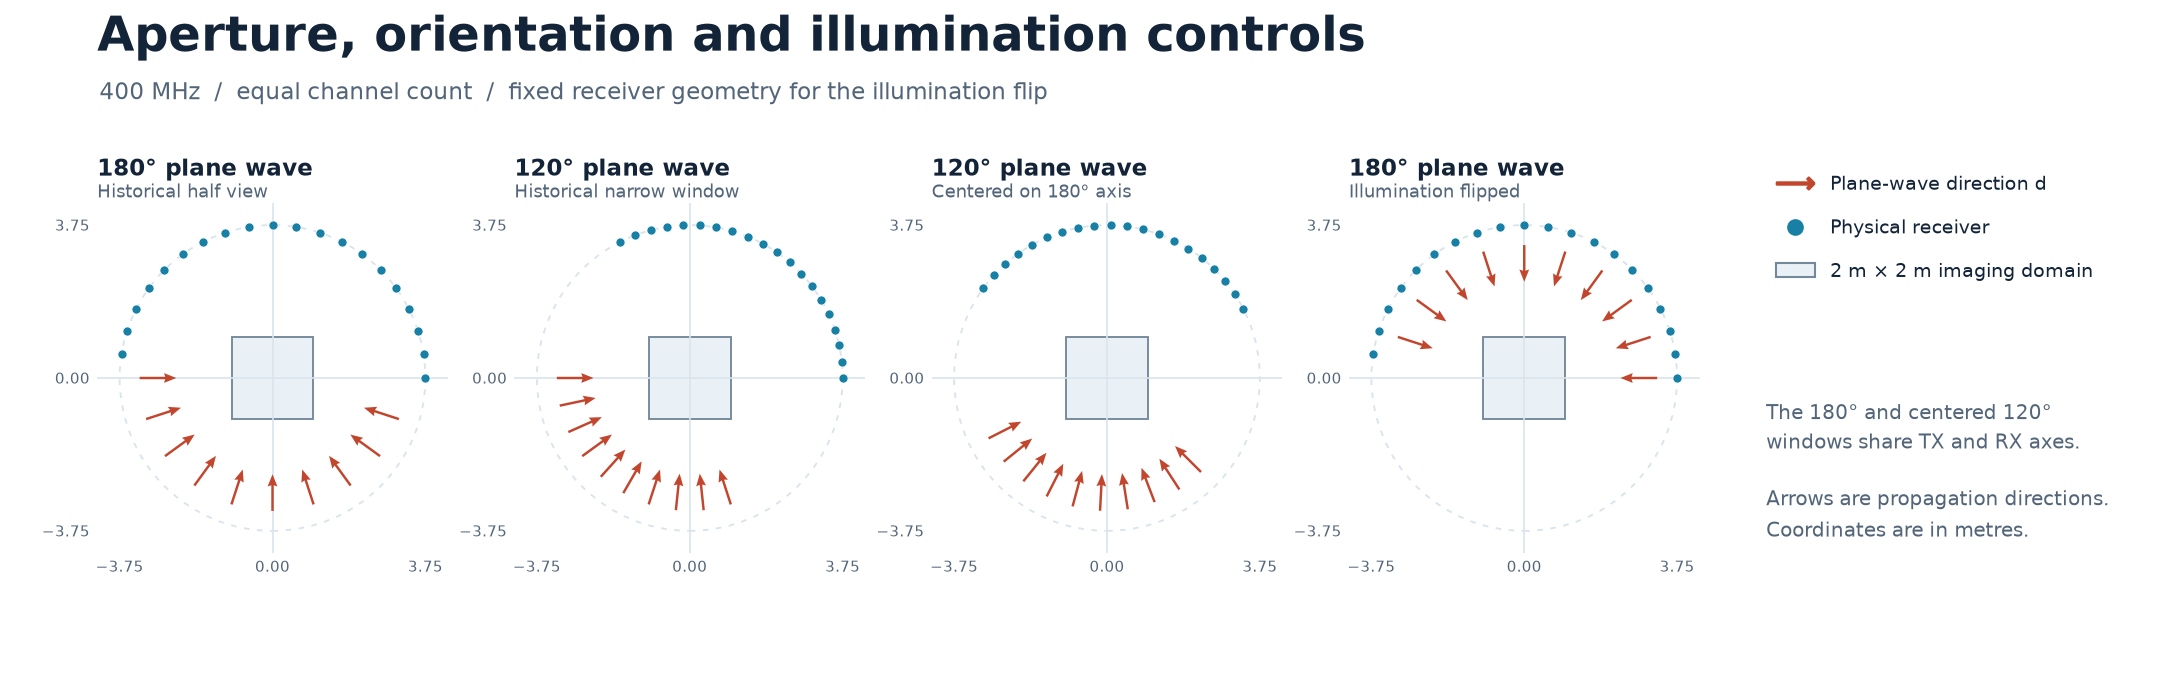 Aperture, orientation and illumination controls
400 MHz / equal channel count / fixed receiver geometry for the illumination flip
180° plane wave
Historical half view
3.75
0.00
−3.75
−3.75 0.00 3.75
120° plane wave
Historical narrow window
3.75
0.00
−3.75
−3.75 0.00 3.75
120° plane wave
Centered on 180° axis
3.75
0.00
−3.75
−3.75 0.00 3.75
180° plane wave
Illumination flipped
3.75
0.00
−3.75
−3.75 0.00 3.75
Plane-wave direction d
Physical receiver
2 m × 2 m imaging domain
The 180° and centered 120°
windows share TX and RX axes.
Arrows are propagation directions.
Coordinates are in metres.